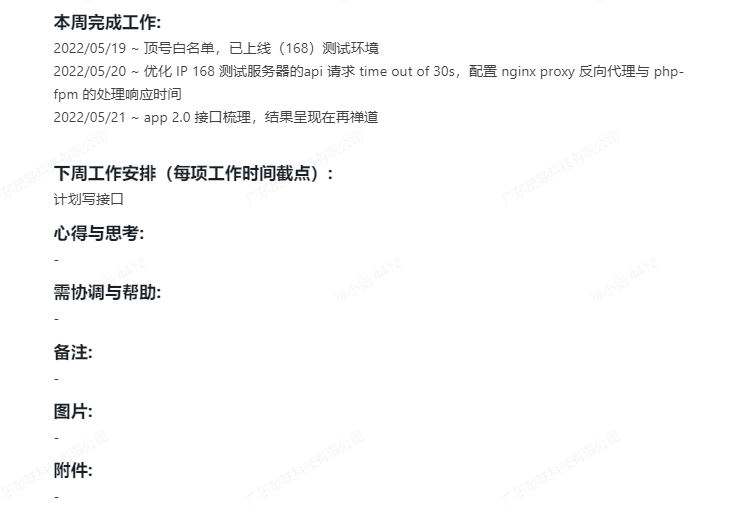 本周完成工作:
2022/05/19 ~ 顶号白名单，已上线（168）测试环境
2022/05/20 ~ 优化 IP 168 测试服务器的api 请求 time out of 30s，配置 nginx proxy 反向代理与 php-
fpm 的处理响应时间
2022/05/21 ~ app 2.0 接口梳理，结果呈现在再禅道
下周工作安排（每项工作时间截点）:
计划写接口
心得与思考:
-
需协调与帮助:
-
备注:
-
图片:
-
附件:
-